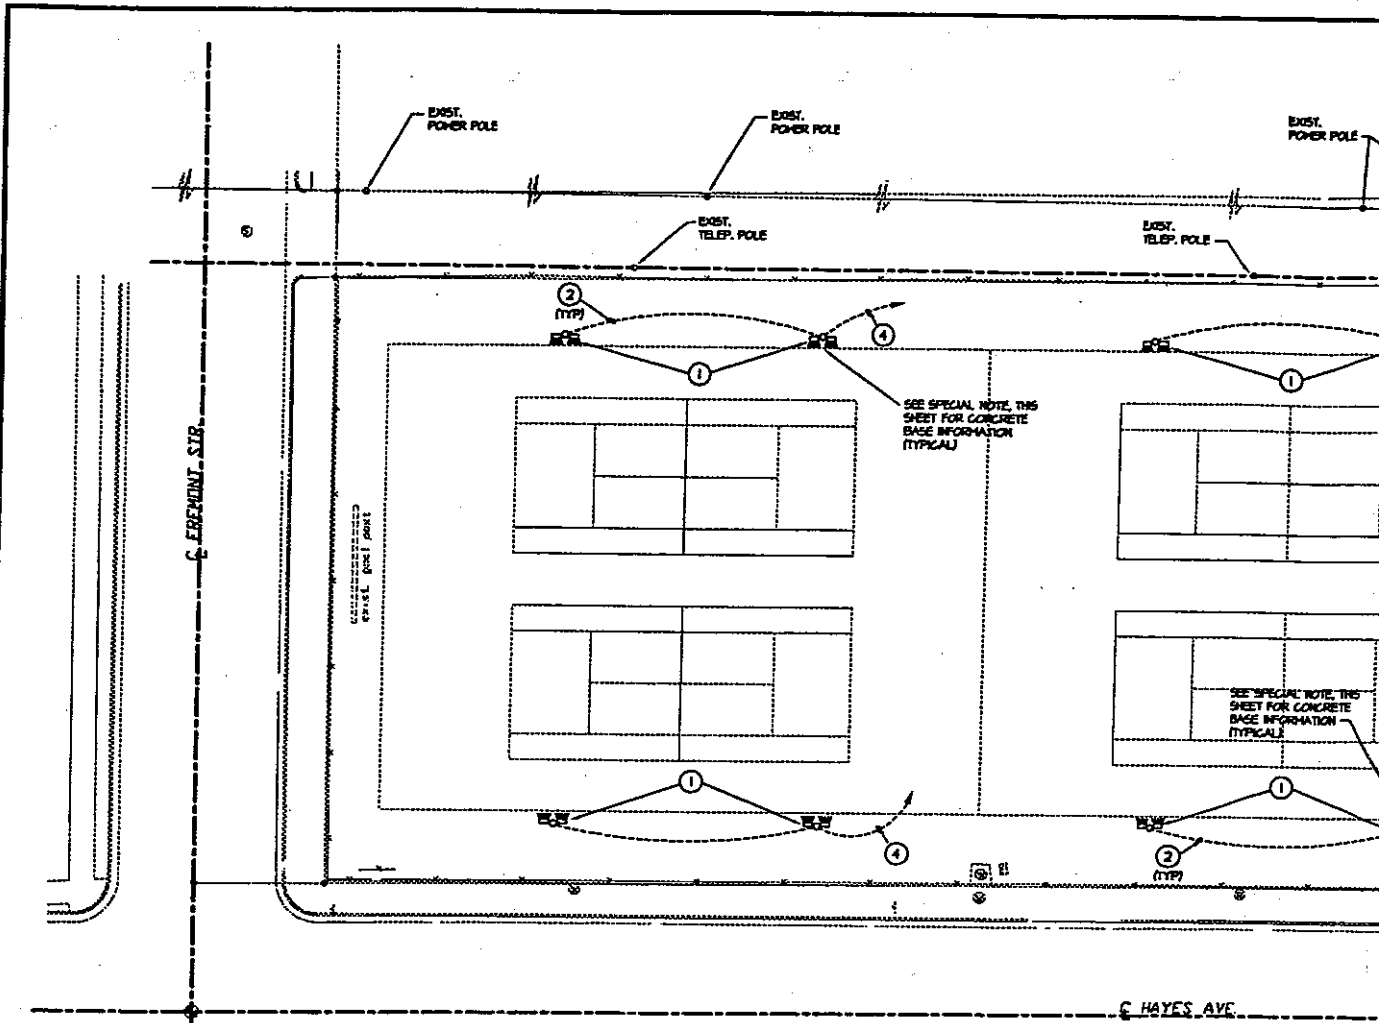 EXIST.
POWER POLE
EXIST.
POWER POLE
EXIST.
POWER POLE
EXIST.
TELEP. POLE
EXIST.
TELEP. POLE
S
2
(TYP)
4
1
1
SEE SPECIAL NOTE, THIS
SHEET FOR CONCRETE
BASE INFORMATION
(TYPICAL)
℄ FREMONT STR.
SEE SPECIAL NOTE, THIS
SHEET FOR CONCRETE
BASE INFORMATION
(TYPICAL)
1
1
4
2
(TYP)
℄ HAYES AVE.